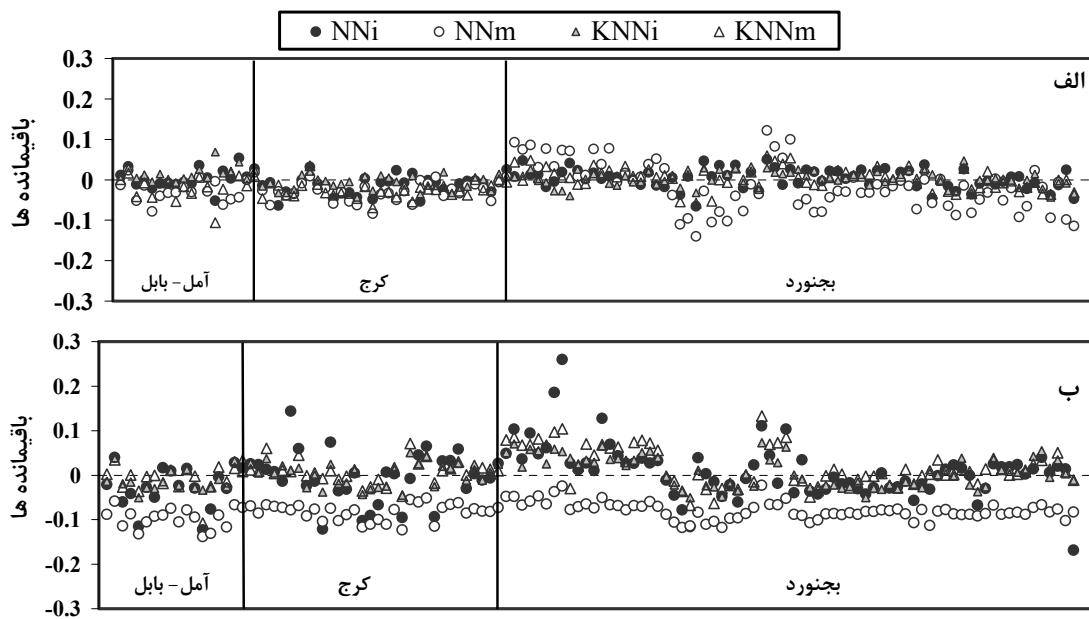 NNi NNm KNNi KNNm
الف
باقیمانده ها
0.3
0.2
0.1
0
-0.1
-0.2
-0.3
آمل- بابل
کرج
بجنورد
ب
باقیمانده ها
0.3
0.2
0.1
0
-0.1
-0.2
-0.3
آمل- بابل
کرج
بجنورد